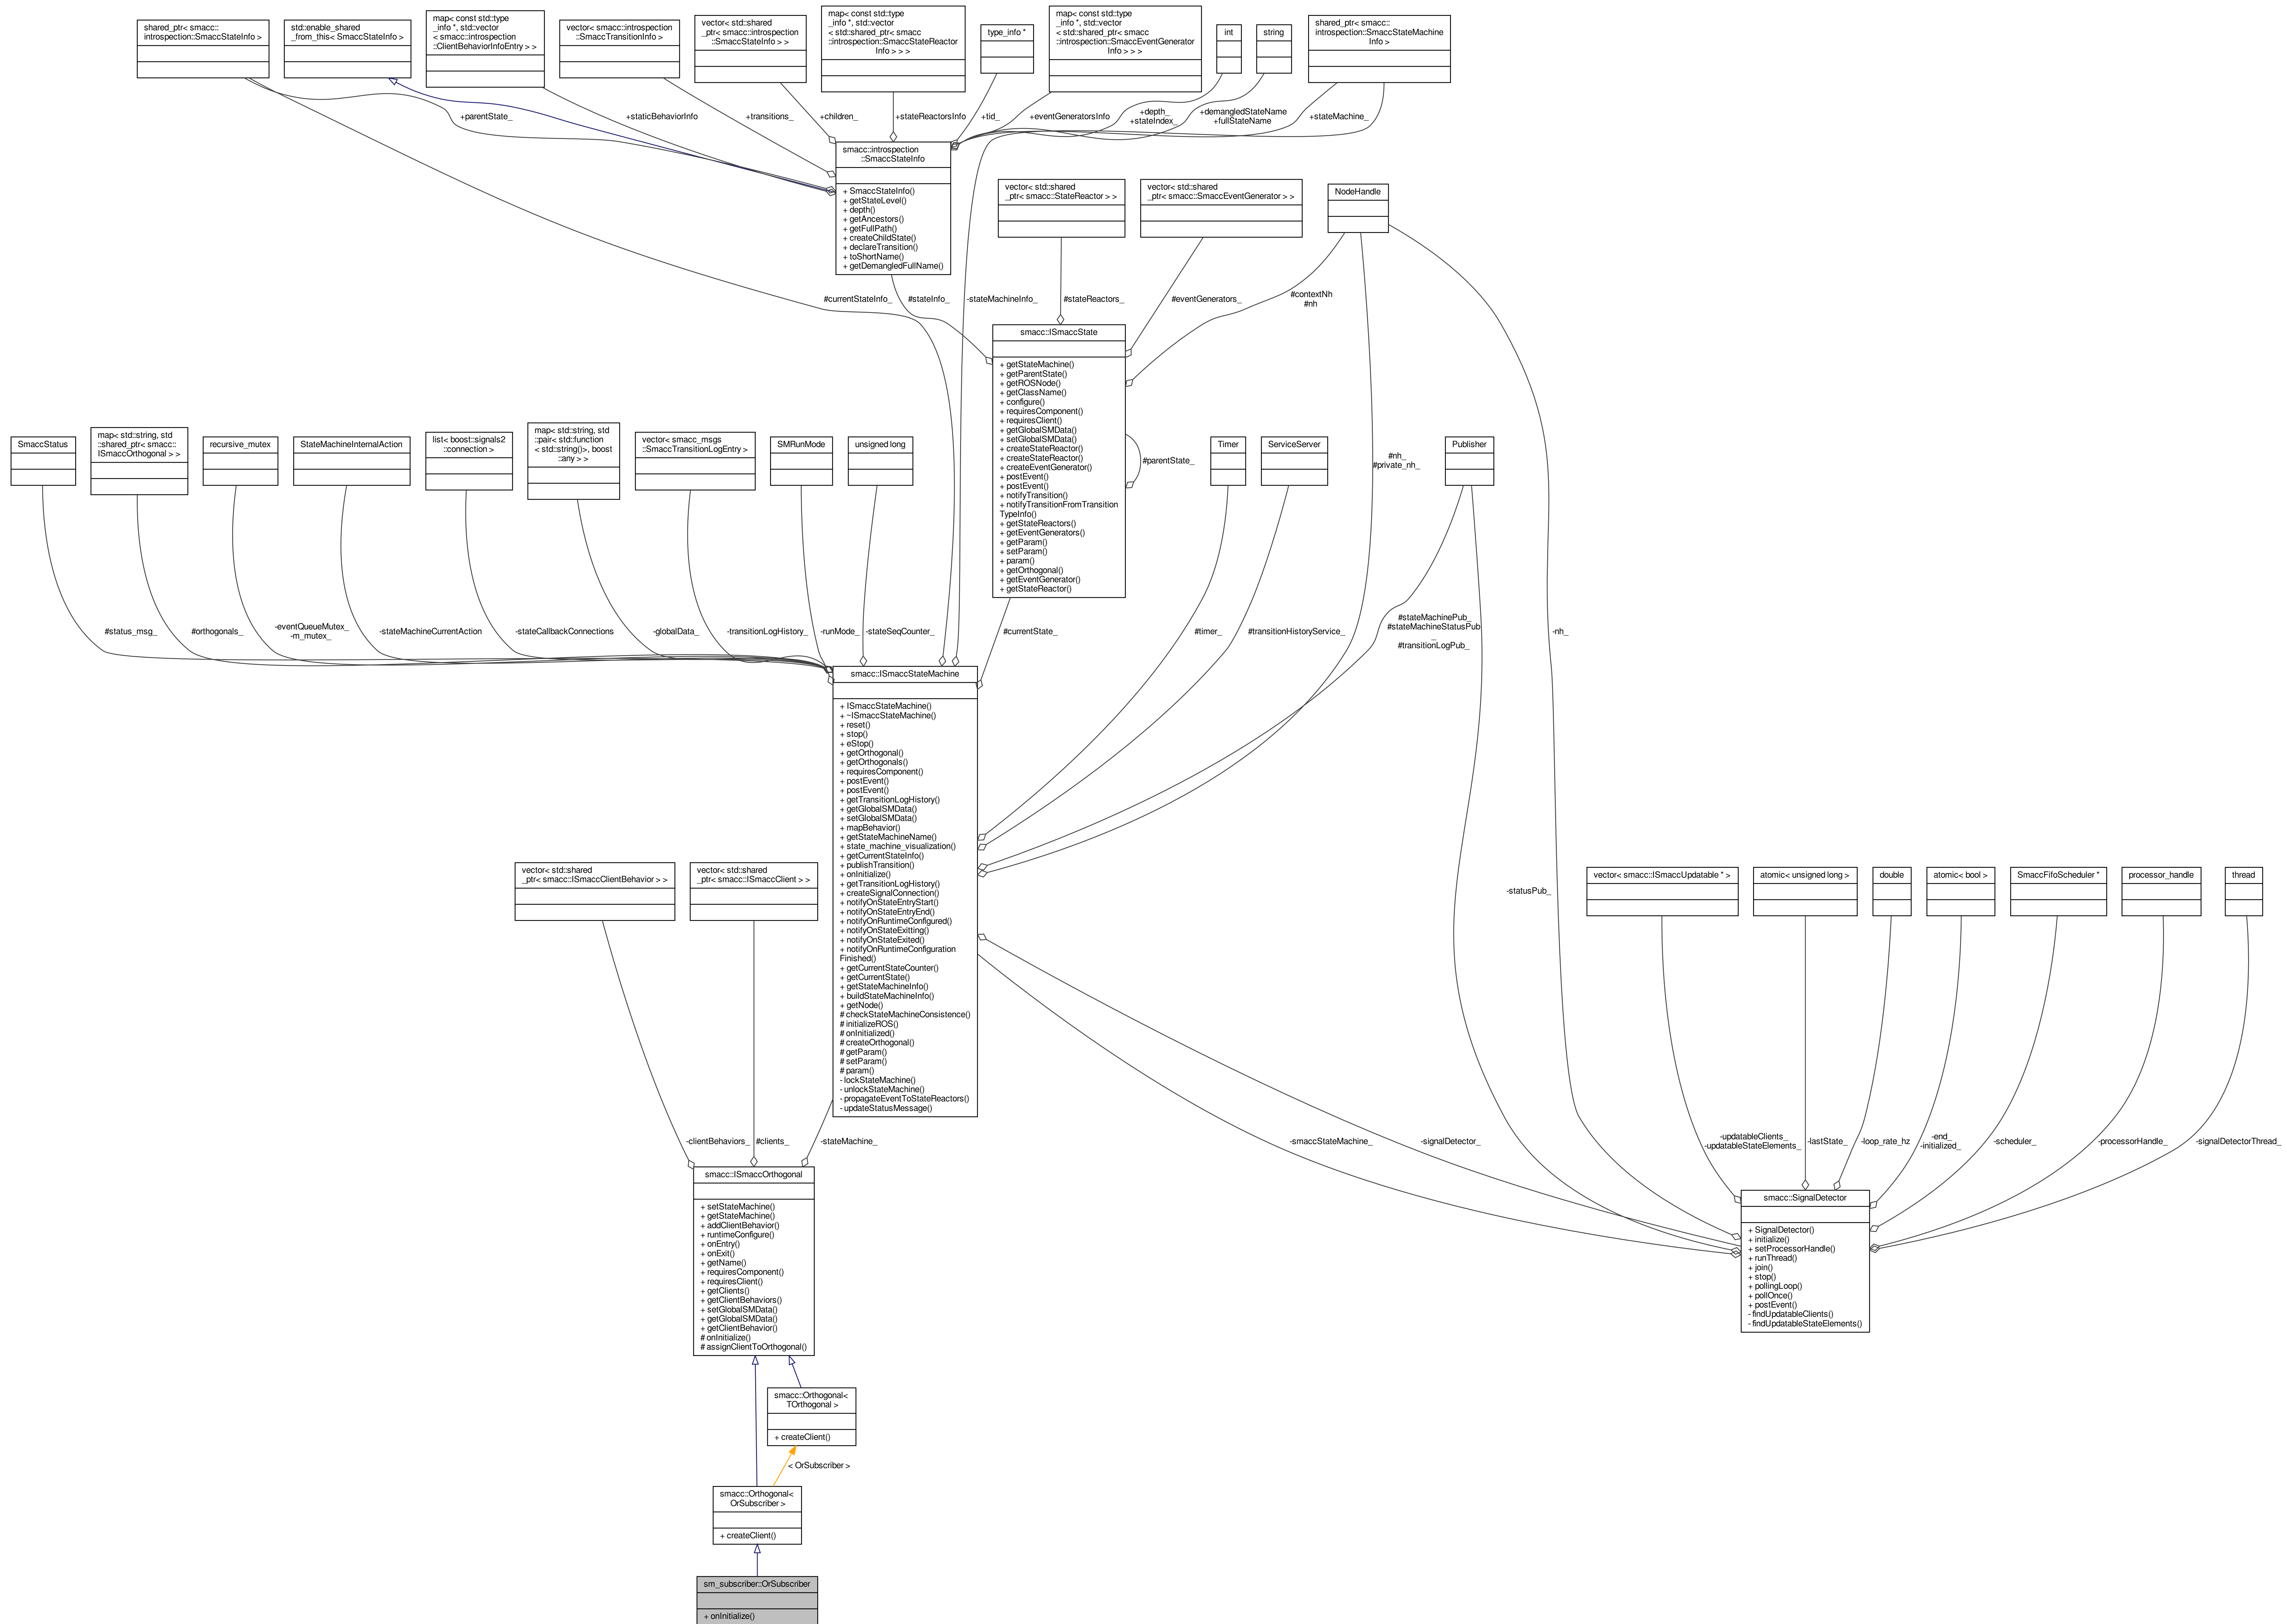 shared_ptr< smacc::
introspection::SmaccStateInfo >
std::enable_shared
_from_this< SmaccStateInfo >
map< const std::type
_info *, std::vector
< smacc::introspection
::ClientBehaviorInfoEntry > >
vector< smacc::introspection
::SmaccTransitionInfo >
vector< std::shared
_ptr< smacc::introspection
::SmaccStateInfo > >
map< const std::type
_info *, std::vector
< std::shared_ptr< smacc
::introspection::SmaccStateReactor
Info > > >
type_info *
map< const std::type
_info *, std::vector
< std::shared_ptr< smacc
::introspection::SmaccEventGenerator
Info > > >
int
string
shared_ptr< smacc::
introspection::SmaccStateMachine
Info >
+parentState_
+staticBehaviorInfo
+transitions_
+children_
+stateReactorsInfo
+tid_
+eventGeneratorsInfo
+depth_
+stateIndex_
+demangledStateName
+fullStateName
+stateMachine_
smacc::introspection
::SmaccStateInfo
+ SmaccStateInfo()
+ getStateLevel()
+ depth()
+ getAncestors()
+ getFullPath()
+ createChildState()
+ declareTransition()
+ toShortName()
+ getDemangledFullName()
vector< std::shared
_ptr< smacc::StateReactor > >
vector< std::shared
_ptr< smacc::SmaccEventGenerator > >
NodeHandle
#currentStateInfo_
#stateInfo_
-stateMachineInfo_
#stateReactors_
#eventGenerators_
#contextNh
#nh
smacc::ISmaccState
+ getStateMachine()
+ getParentState()
+ getROSNode()
+ getClassName()
+ configure()
+ requiresComponent()
+ requiresClient()
+ getGlobalSMData()
+ setGlobalSMData()
+ createStateReactor()
+ createStateReactor()
+ createEventGenerator()
+ postEvent()
+ postEvent()
+ notifyTransition()
+ notifyTransitionFromTransition
TypeInfo()
+ getStateReactors()
+ getEventGenerators()
+ getParam()
+ setParam()
+ param()
+ getOrthogonal()
+ getEventGenerator()
+ getStateReactor()
#parentState_
SmaccStatus
map< std::string, std
::shared_ptr< smacc::
ISmaccOrthogonal > >
recursive_mutex
StateMachineInternalAction
list< boost::signals2
::connection >
map< std::string, std
::pair< std::function
< std::string()>, boost
::any > >
vector< smacc_msgs
::SmaccTransitionLogEntry >
SMRunMode
unsigned long
Timer
ServiceServer
Publisher
#nh_
#private_nh_
#status_msg_
#orthogonals_
-eventQueueMutex_
-m_mutex_
-stateMachineCurrentAction
-stateCallbackConnections
-globalData_
-transitionLogHistory_
-runMode_
-stateSeqCounter_
#currentState_
#timer_
#transitionHistoryService_
#stateMachinePub_
#stateMachineStatusPub
_
#transitionLogPub_
-nh_
smacc::ISmaccStateMachine
+ ISmaccStateMachine()
+ ~ISmaccStateMachine()
+ reset()
+ stop()
+ eStop()
+ getOrthogonal()
+ getOrthogonals()
+ requiresComponent()
+ postEvent()
+ postEvent()
+ getTransitionLogHistory()
+ getGlobalSMData()
+ setGlobalSMData()
+ mapBehavior()
+ getStateMachineName()
+ state_machine_visualization()
+ getCurrentStateInfo()
+ publishTransition()
+ onInitialize()
+ getTransitionLogHistory()
+ createSignalConnection()
+ notifyOnStateEntryStart()
+ notifyOnStateEntryEnd()
+ notifyOnRuntimeConfigured()
+ notifyOnStateExitting()
+ notifyOnStateExited()
+ notifyOnRuntimeConfiguration
Finished()
+ getCurrentStateCounter()
+ getCurrentState()
+ getStateMachineInfo()
+ buildStateMachineInfo()
+ getNode()
# checkStateMachineConsistence()
# initializeROS()
# onInitialized()
# createOrthogonal()
# getParam()
# setParam()
# param()
- lockStateMachine()
- unlockStateMachine()
- propagateEventToStateReactors()
- updateStatusMessage()
vector< std::shared
_ptr< smacc::ISmaccClientBehavior > >
vector< std::shared
_ptr< smacc::ISmaccClient > >
-statusPub_
vector< smacc::ISmaccUpdatable * >
atomic< unsigned long >
double
atomic< bool >
SmaccFifoScheduler *
processor_handle
thread
-clientBehaviors_
#clients_
-stateMachine_
-smaccStateMachine_
-signalDetector_
-updatableClients_
-updatableStateElements_
-lastState_
-loop_rate_hz
-end_
-initialized_
-scheduler_
-processorHandle_
-signalDetectorThread_
smacc::ISmaccOrthogonal
+ setStateMachine()
+ getStateMachine()
+ addClientBehavior()
+ runtimeConfigure()
+ onEntry()
+ onExit()
+ getName()
+ requiresComponent()
+ requiresClient()
+ getClients()
+ getClientBehaviors()
+ setGlobalSMData()
+ getGlobalSMData()
+ getClientBehavior()
# onInitialize()
# assignClientToOrthogonal()
smacc::SignalDetector
+ SignalDetector()
+ initialize()
+ setProcessorHandle()
+ runThread()
+ join()
+ stop()
+ pollingLoop()
+ pollOnce()
+ postEvent()
- findUpdatableClients()
- findUpdatableStateElements()
smacc::Orthogonal<
TOrthogonal >
+ createClient()
< OrSubscriber >
smacc::Orthogonal<
OrSubscriber >
+ createClient()
sm_subscriber::OrSubscriber
+ onInitialize()